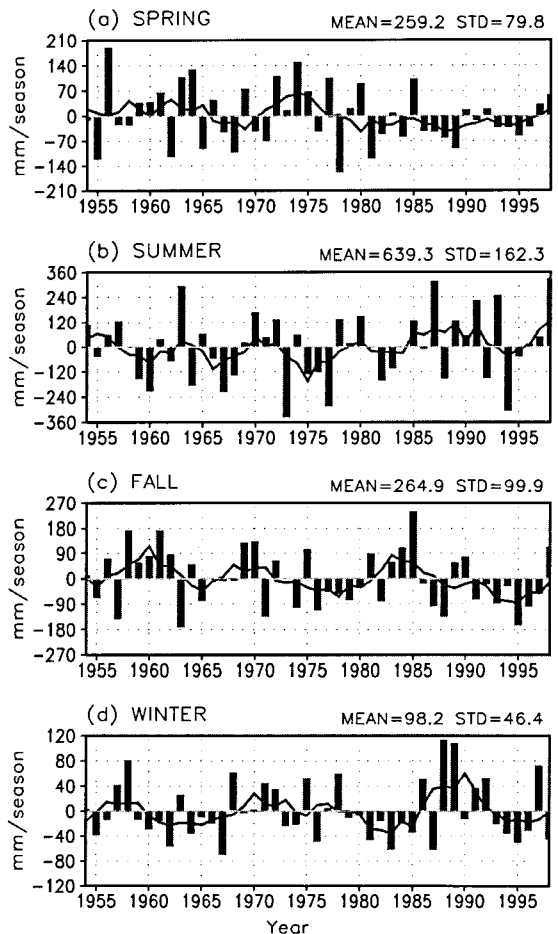 (a) SPRING MEAN=259.2 STD=79.8
210
140
70
0
-70
-140
-210
mm/season
1955 1960 1965 1970 1975 1980 1985 1990 1995
(b) SUMMER MEAN=639.3 STD=162.3
360
240
120
0
-120
-240
-360
mm/season
1955 1960 1965 1970 1975 1980 1985 1990 1995
(c) FALL MEAN=264.9 STD=99.9
270
180
90
0
-90
-180
-270
mm/season
1955 1960 1965 1970 1975 1980 1985 1990 1995
(d) WINTER MEAN=98.2 STD=46.4
120
80
40
0
-40
-80
-120
mm/season
1955 1960 1965 1970 1975 1980 1985 1990 1995
Year